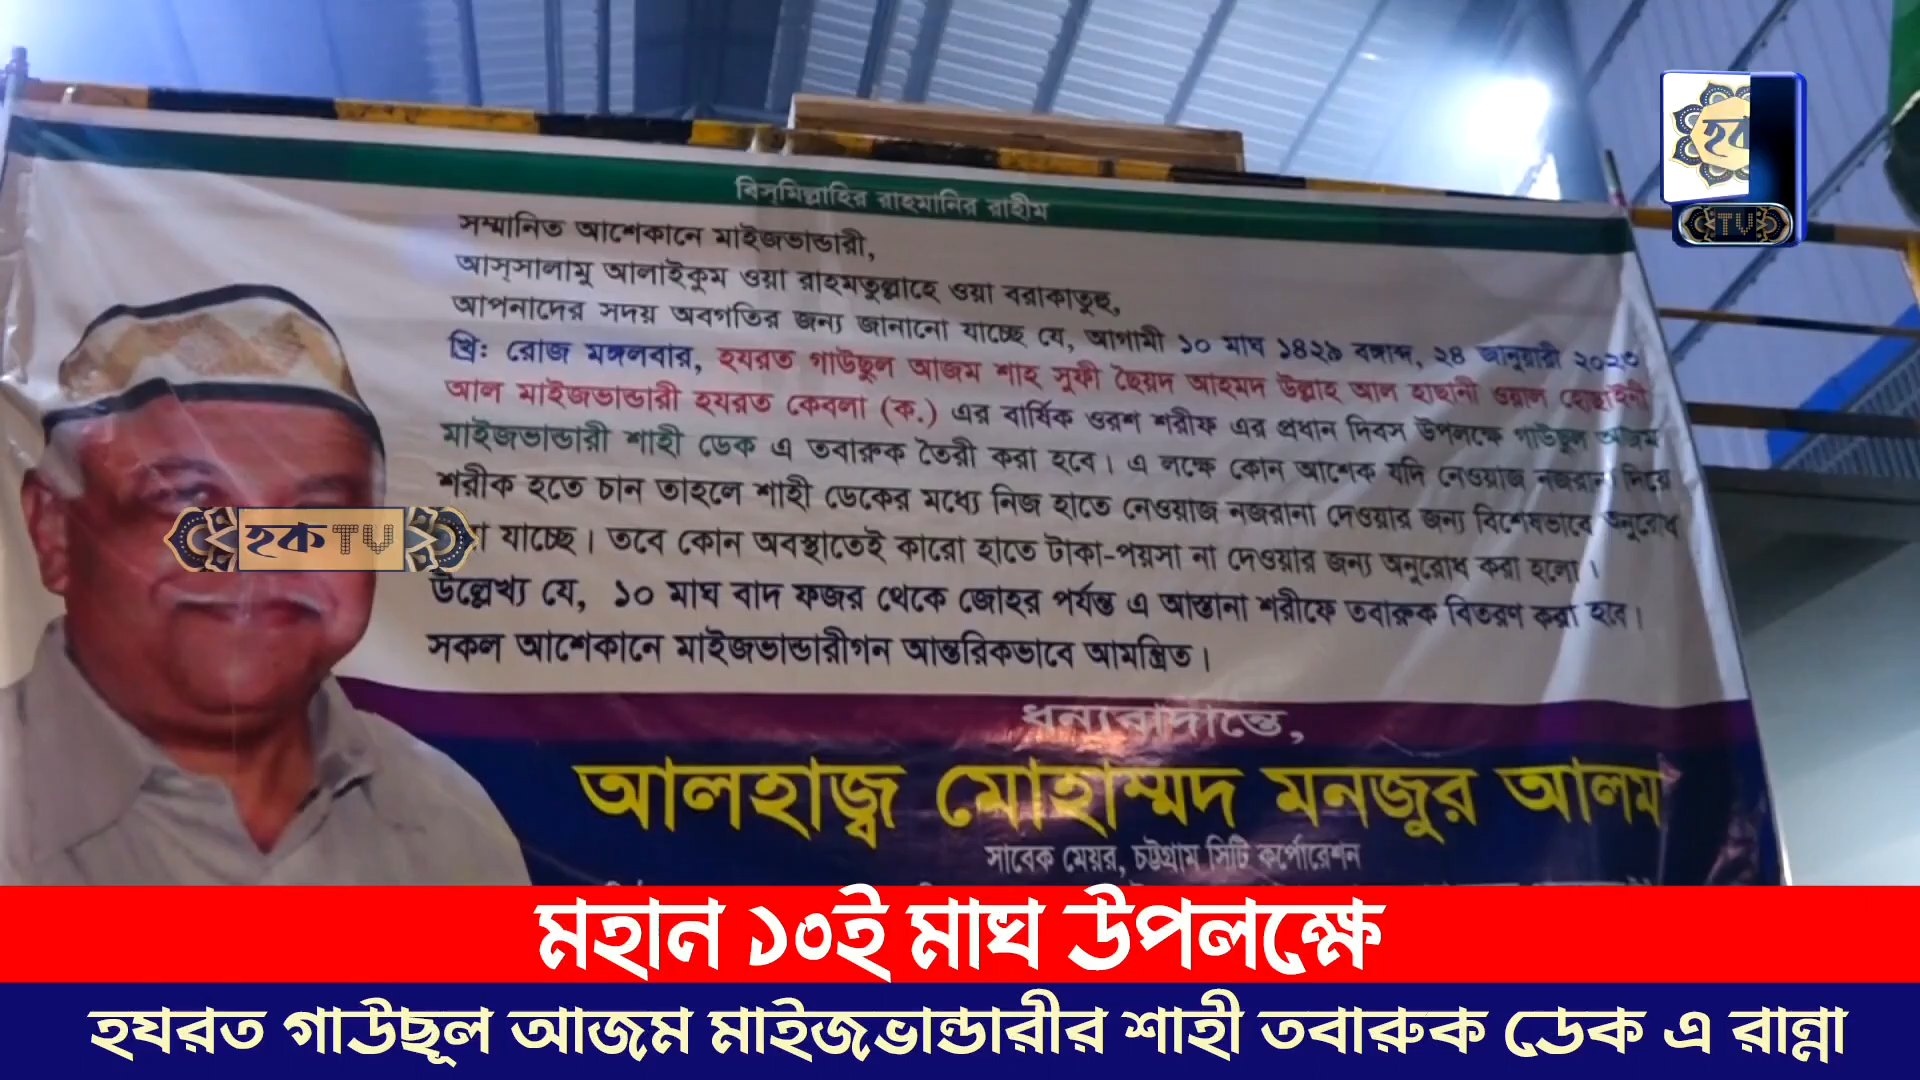 হক
TV
বিস্‌মিল্লাহির রাহমানির রাহীম
সম্মানিত আশেকানে মাইজভান্ডারী,
আস্‌সালামু আলাইকুম ওয়া রাহমতুল্লাহে ওয়া বরাকাতুহু,
আপনাদের সদয় অবগতির জন্য জানানো যাচ্ছে যে, আগামী ১০ মাঘ ১৪২৯ বঙ্গাব্দ, ২৪ জানুয়ারী ২০২৩
খ্রি: রোজ মঙ্গলবার, হযরত গাউছুল আজম শাহ সুফী ছৈয়দ আহমদ উল্লাহ আল হাছানী ওয়াল হোছাইনী
আল মাইজভান্ডারী হযরত কেবলা (ক.) এর বার্ষিক ওরশ শরীফ এর প্রধান দিবস উপলক্ষে গাউছুল আজম
মাইজভান্ডারী শাহী ডেক এ তবারুক তৈরী করা হবে। এ লক্ষে কোন আশেক যদি নেওয়াজ নজরানা দিয়ে
শরীক হতে চান তাহলে শাহী ডেকের মধ্যে নিজ হাতে নেওয়াজ নজরানা দেওয়ার জন্য বিশেষভাবে অনুরোধ
যাচ্ছে। তবে কোন অবস্থাতেই কারো হাতে টাকা-পয়সা না দেওয়ার জন্য অনুরোধ করা হলো।
হকTV
উল্লেখ্য যে, ১০ মাঘ বাদ ফজর থেকে জোহর পর্যন্ত এ আস্তানা শরীফে তবারুক বিতরণ করা হবে।
সকল আশেকানে মাইজভান্ডারীগন আন্তরিকভাবে আমন্ত্রিত।
ধন্যবাদান্তে,
আলহাজ্ব মোহাম্মদ মনজুর আলম
সাবেক মেয়র, চট্টগ্রাম সিটি কর্পোরেশন
মহান ১০ই মাঘ উপলক্ষে
হযরত গাউছুল আজম মাইজভান্ডারীর শাহী তবারুক ডেক এ রান্না